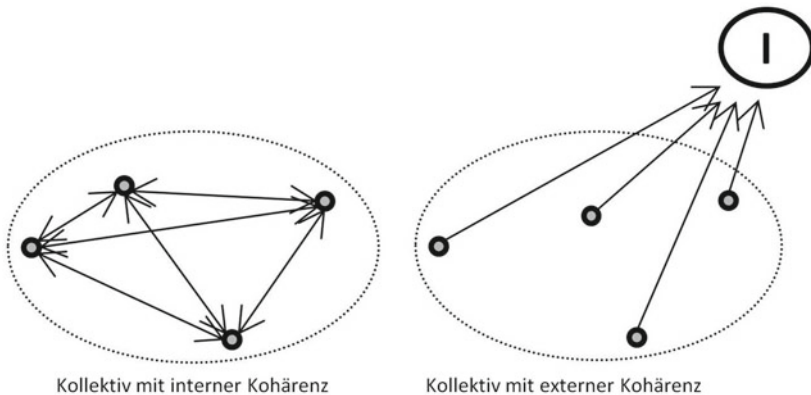 I
Kollektiv mit interner Kohärenz
Kollektiv mit externer Kohärenz